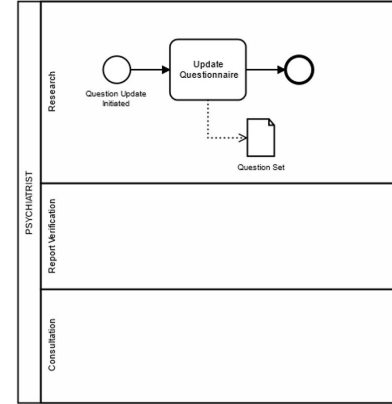 PSYCHIATRIST
Research
Question Update
Initiated
Update
Questionnaire
Question Set
Report Verification
Consultation